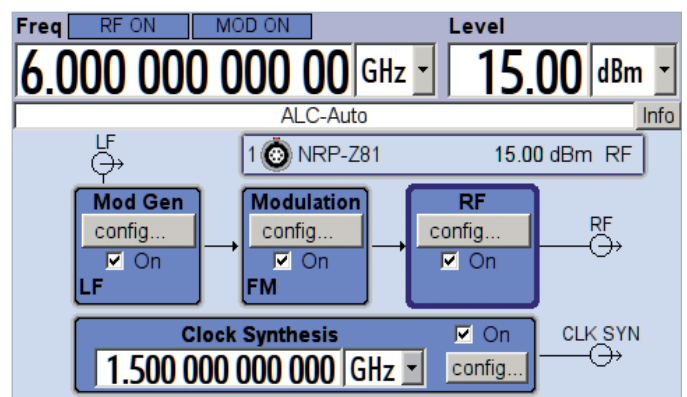 Freq RF ON MOD ON Level
6.000 000 000 00 GHz 15.00 dBm
ALC-Auto Info
LF
1 NRP-Z81 15.00 dBm RF
Mod Gen Modulation RF
config... config... config... RF
On On On
LF FM
Clock Synthesis On CLK SYN
1.500 000 000 000 GHz config...